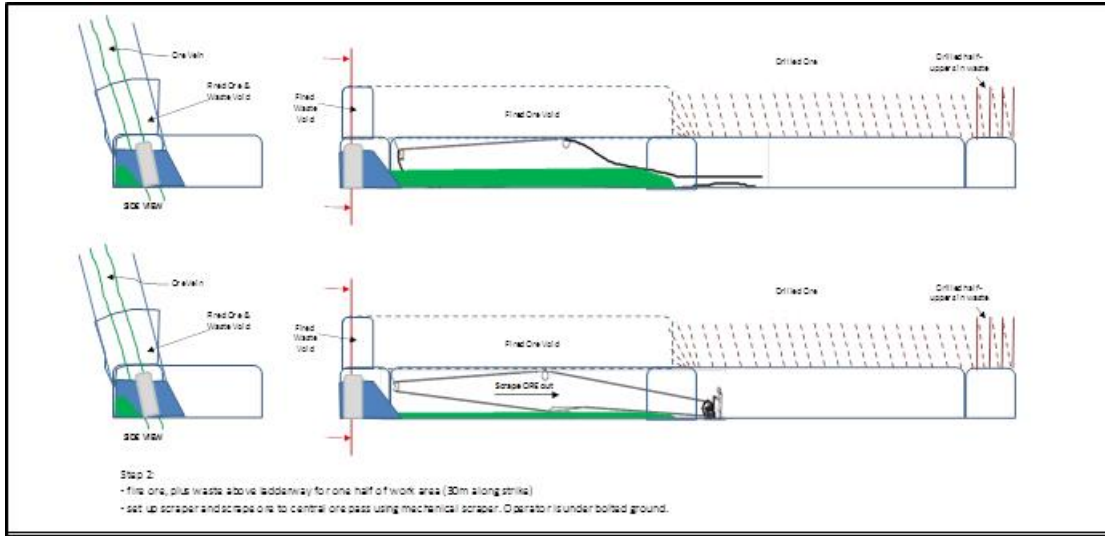 Ore Vein
Fired Ore &
Waste Void
SIDE VIEW
Fired
Waste
Void
Fired Ore Void
Drilled Ore
Drilled half-
uppers in waste
Ore Vein
Fired Ore &
Waste Void
SIDE VIEW
Fired
Waste
Void
Fired Ore Void
Scrape ORE out
Drilled Ore
Drilled half-
uppers in waste
Step 2:
- fire ore, plus waste above ladderway for one half of work area (30m along strike)
- set up scraper and scrape ore to central ore pass using mechanical scraper. Operator is under bolted ground.